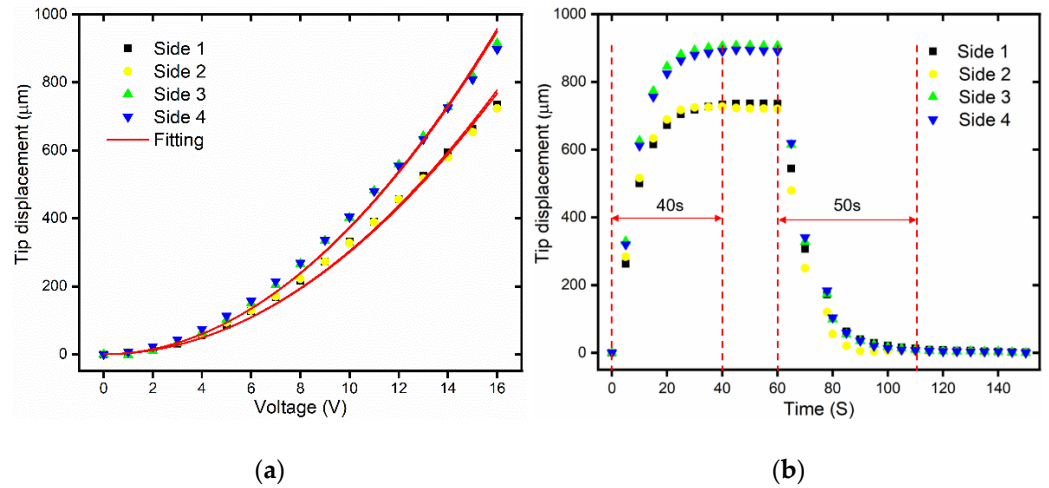 1000
800
600
400
200
0
Tip displacement (μm)
Side 1
Side 2
Side 3
Side 4
Fitting
0 2 4 6 8 10 12 14 16
Voltage (V)
(a)
1000
800
600
400
200
0
Tip displacement (μm)
Side 1
Side 2
Side 3
Side 4
40s
50s
0 20 40 60 80 100 120 140
Time (S)
(b)